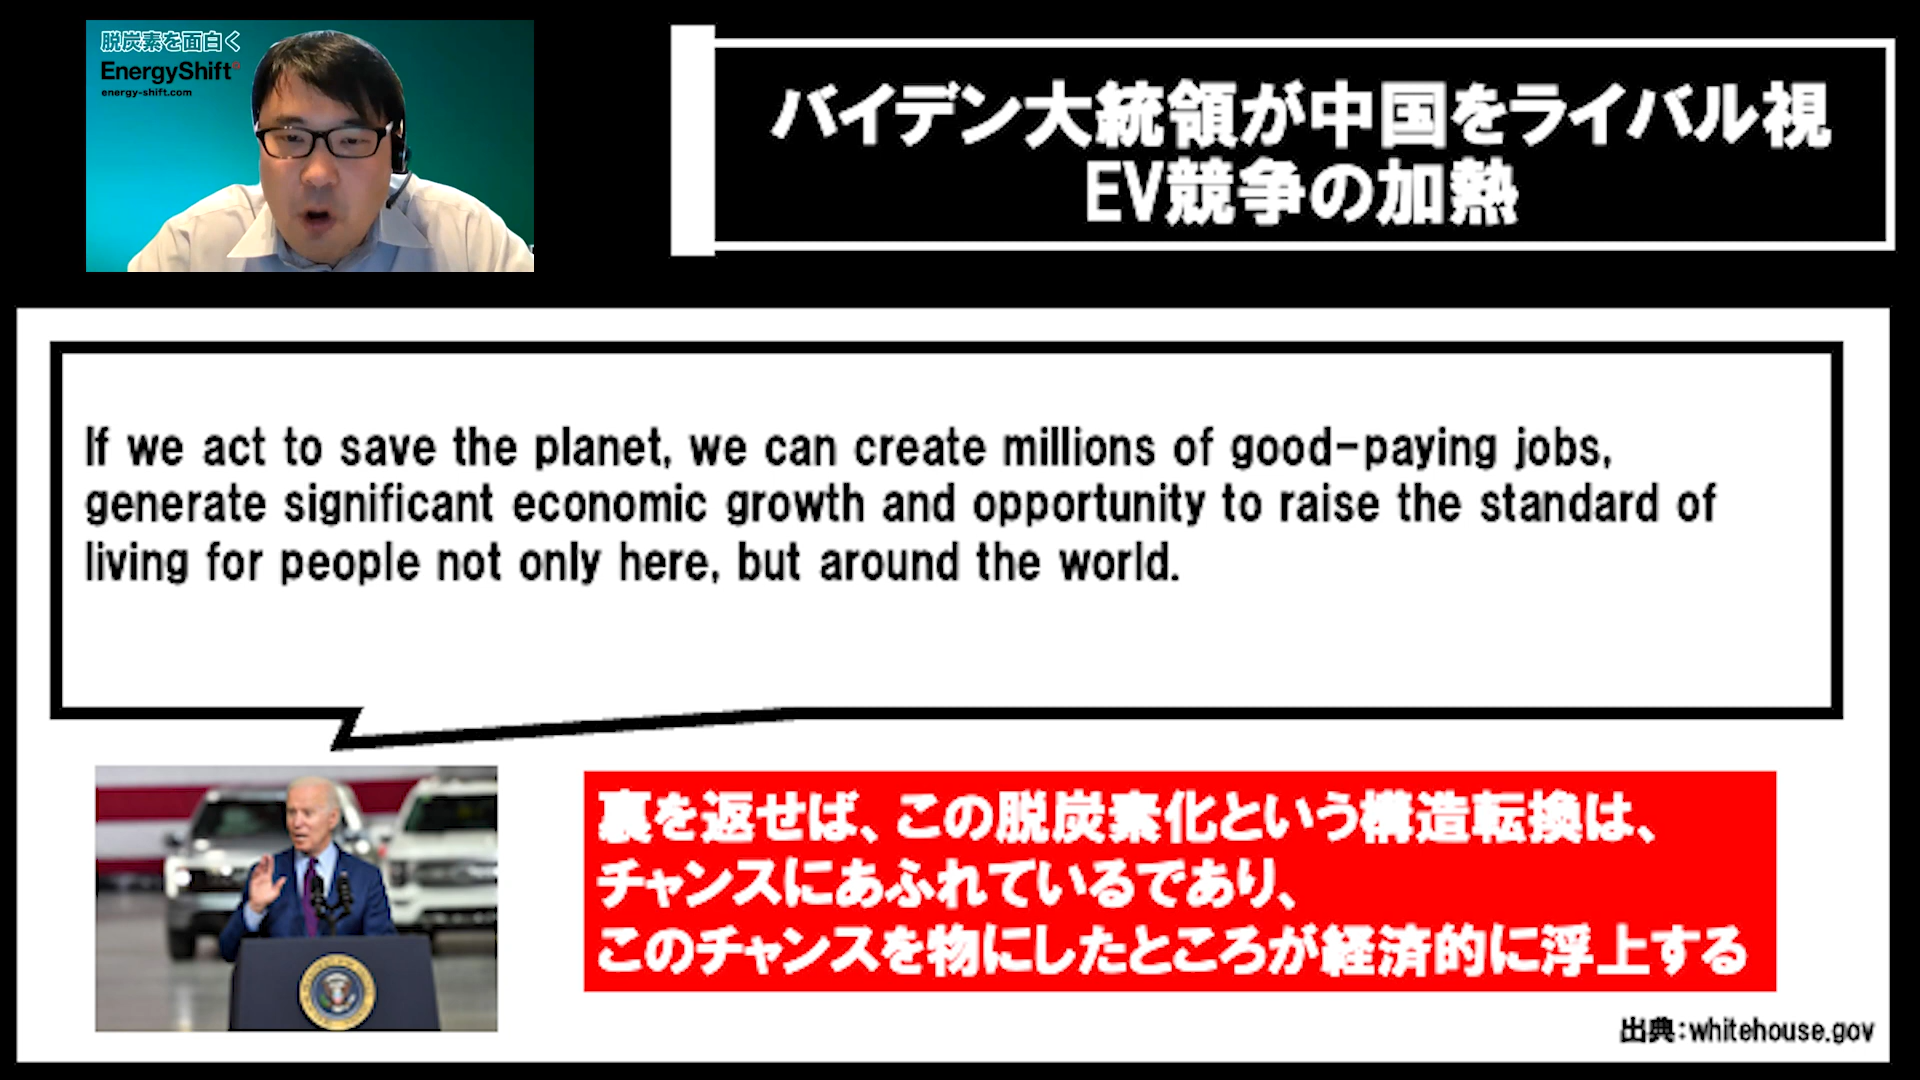 脱炭素を面白く
EnergyShift
energy-shift.com
バイデン大統領が中国をライバル視
EV競争の加熱
If we act to save the planet, we can create millions of good-paying jobs,
generate significant economic growth and opportunity to raise the standard of
living for people not only here, but around the world.
裏を返せば、この脱炭素化という構造転換は、
チャンスにあふれているであり、
このチャンスを物にしたところが経済的に浮上する
出典：whitehouse.gov